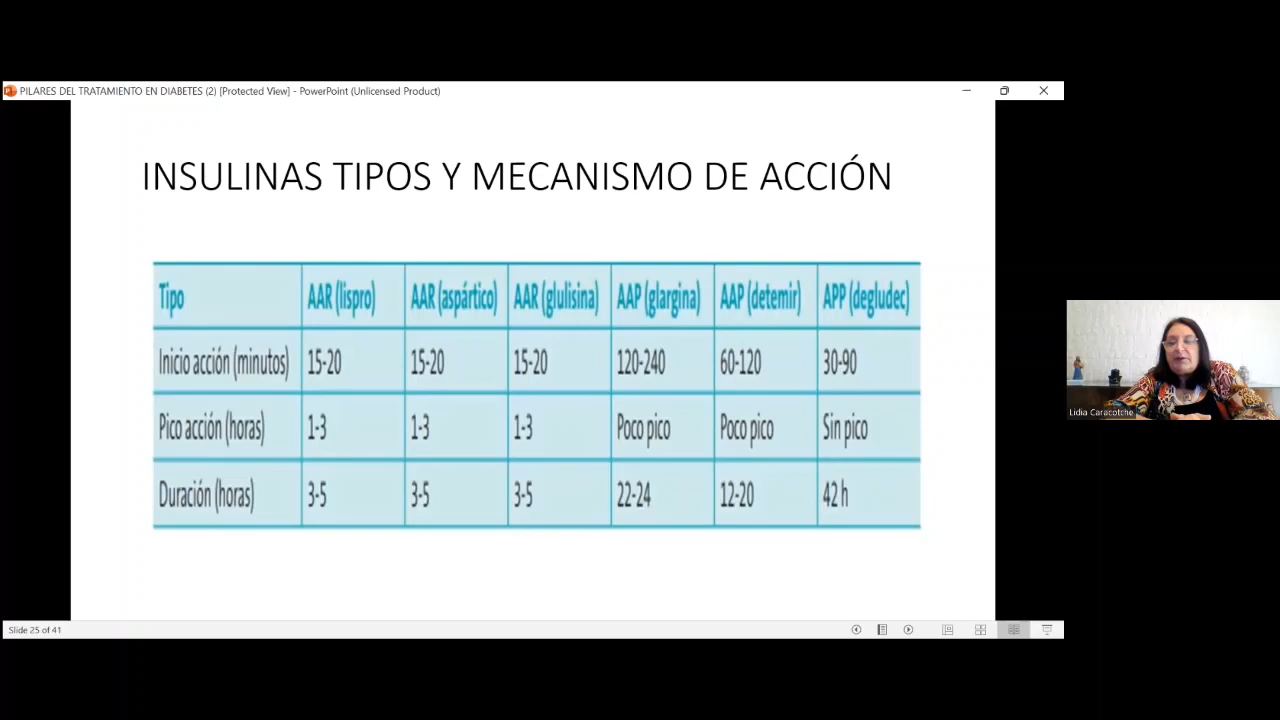 PILARES DEL TRATAMIENTO EN DIABETES (2) [Protected View] - PowerPoint (Unlicensed Product)
INSULINAS TIPOS Y MECANISMO DE ACCIÓN
Tipo AAR (lispro) AAR (aspártico) AAR (glulisina) AAP (glargina) AAP (detemir) APP (degludec)
Inicio acción (minutos) 15-20 15-20 15-20 120-240 60-120 30-90
Pico acción (horas) 1-3 1-3 1-3 Poco pico Poco pico Sin pico
Duración (horas) 3-5 3-5 3-5 22-24 12-20 42 h
Lidia Caracotche
Slide 25 of 41